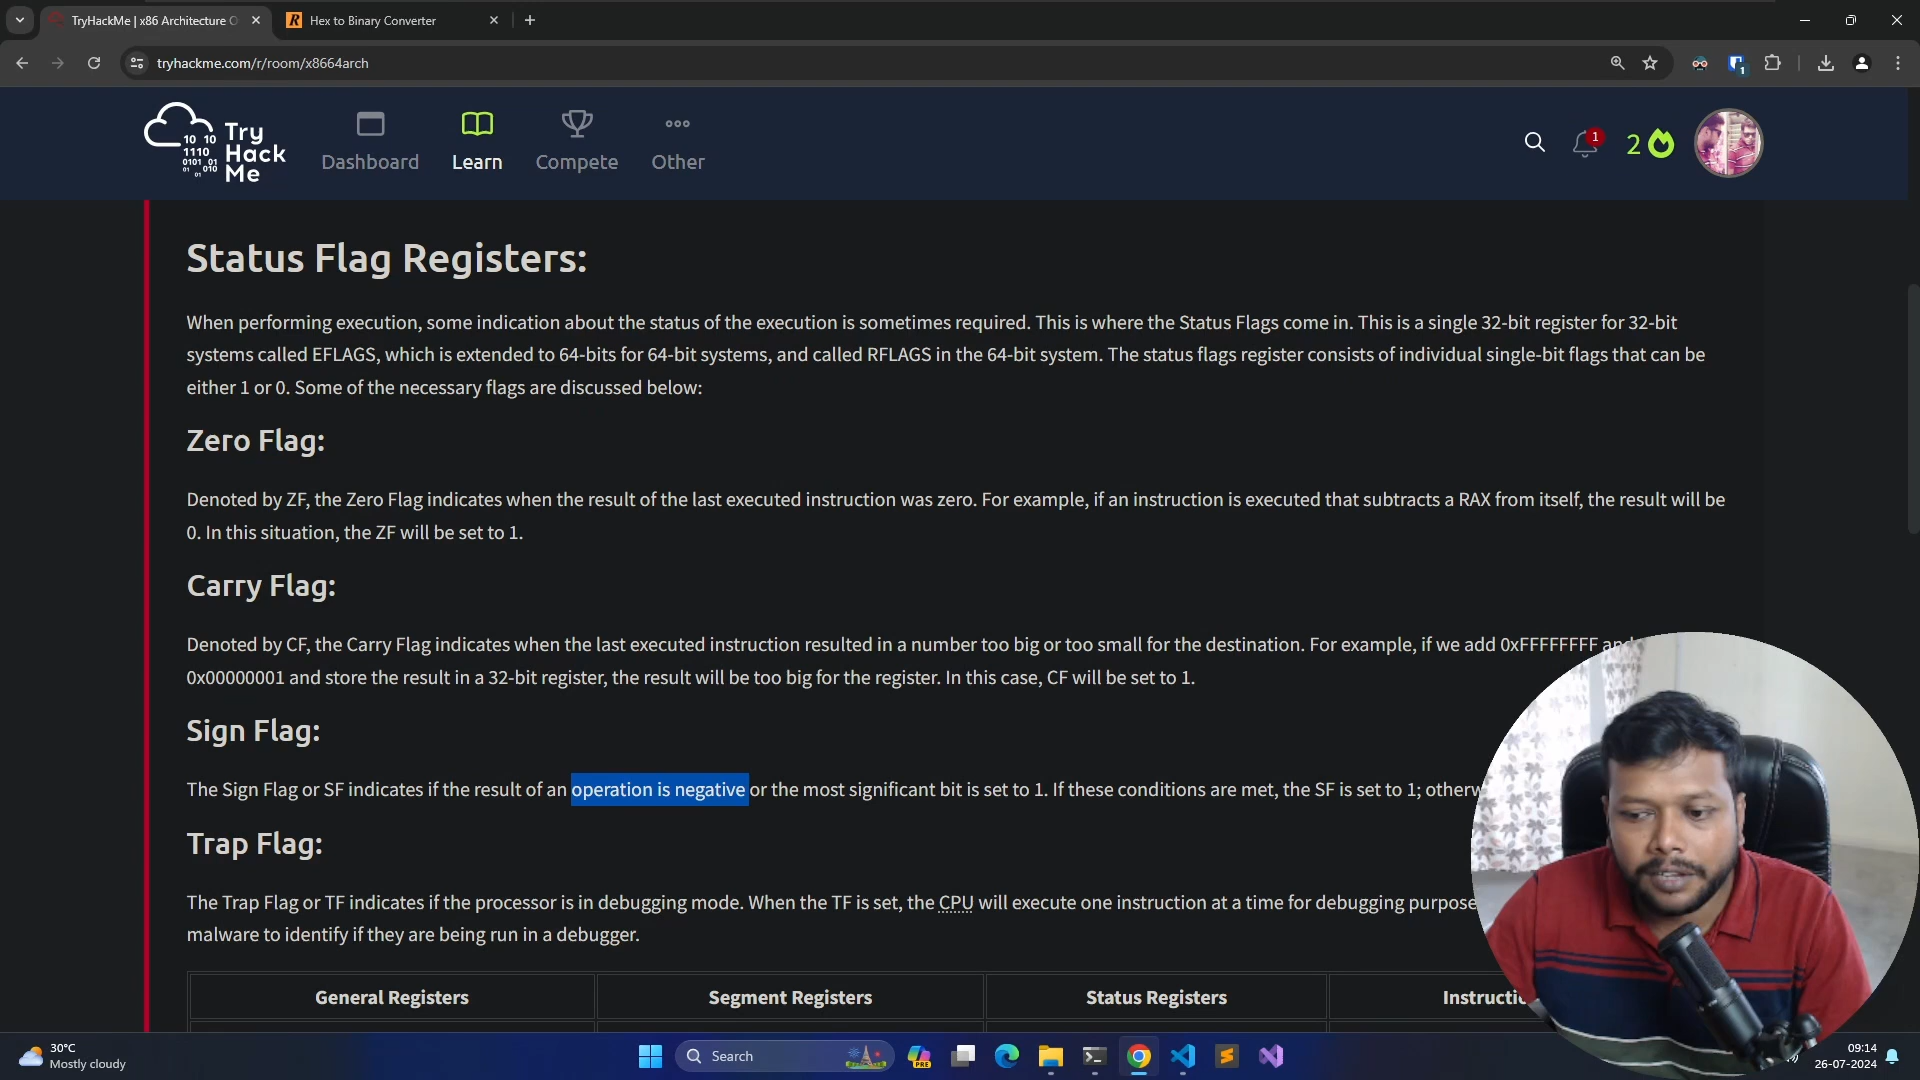 TryHackMe | x86 Architecture O
Hex to Binary Converter
tryhackme.com/r/room/x8664arch
1
10 10
1110
0101 01
01 010
01
Try
Hack
Me
Dashboard
Learn
Compete
Other
1
2
Status Flag Registers:
When performing execution, some indication about the status of the execution is sometimes required. This is where the Status Flags come in. This is a single 32-bit register for 32-bit
systems called EFLAGS, which is extended to 64-bits for 64-bit systems, and called RFLAGS in the 64-bit system. The status flags register consists of individual single-bit flags that can be
either 1 or 0. Some of the necessary flags are discussed below:
Zero Flag:
Denoted by ZF, the Zero Flag indicates when the result of the last executed instruction was zero. For example, if an instruction is executed that subtracts a RAX from itself, the result will be
0. In this situation, the ZF will be set to 1.
Carry Flag:
Denoted by CF, the Carry Flag indicates when the last executed instruction resulted in a number too big or too small for the destination. For example, if we add 0xFFFFFFFF and
0x00000001 and store the result in a 32-bit register, the result will be too big for the register. In this case, CF will be set to 1.
Sign Flag:
The Sign Flag or SF indicates if the result of an operation is negative or the most significant bit is set to 1. If these conditions are met, the SF is set to 1; otherw
Trap Flag:
The Trap Flag or TF indicates if the processor is in debugging mode. When the TF is set, the CPU will execute one instruction at a time for debugging purpose
malware to identify if they are being run in a debugger.
General Registers
Segment Registers
Status Registers
Instructio
30°C
Mostly cloudy
Search
PRE
09:14
26-07-2024